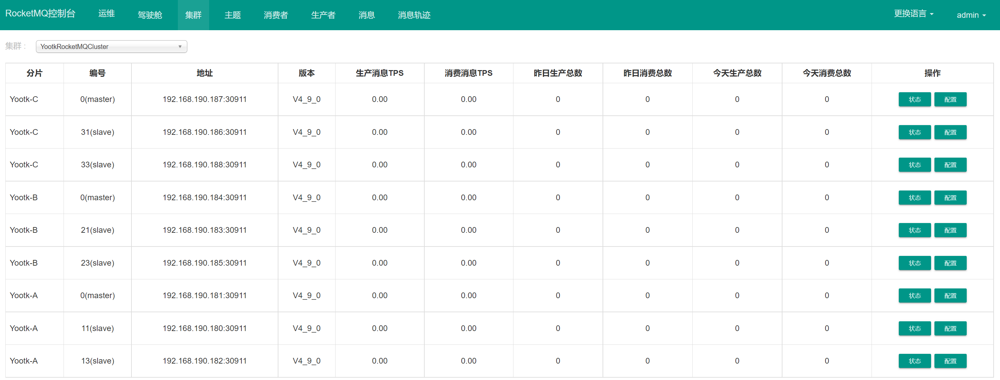 RocketMQ控制台 运维 驾驶舱 集群 主题 消费者 生产者 消息 消息轨迹 更换语言 admin
集群 : YootkRocketMQCluster
分片 编号 地址 版本 生产消息TPS 消费消息TPS 昨日生产总数 昨日消费总数 今天生产总数 今天消费总数 操作
Yootk-C 0(master) 192.168.190.187:30911 V4_9_0 0.00 0.00 0 0 0 0 状态 配置
Yootk-C 31(slave) 192.168.190.186:30911 V4_9_0 0.00 0.00 0 0 0 0 状态 配置
Yootk-C 33(slave) 192.168.190.188:30911 V4_9_0 0.00 0.00 0 0 0 0 状态 配置
Yootk-B 0(master) 192.168.190.184:30911 V4_9_0 0.00 0.00 0 0 0 0 状态 配置
Yootk-B 21(slave) 192.168.190.183:30911 V4_9_0 0.00 0.00 0 0 0 0 状态 配置
Yootk-B 23(slave) 192.168.190.185:30911 V4_9_0 0.00 0.00 0 0 0 0 状态 配置
Yootk-A 0(master) 192.168.190.181:30911 V4_9_0 0.00 0.00 0 0 0 0 状态 配置
Yootk-A 11(slave) 192.168.190.180:30911 V4_9_0 0.00 0.00 0 0 0 0 状态 配置
Yootk-A 13(slave) 192.168.190.182:30911 V4_9_0 0.00 0.00 0 0 0 0 状态 配置